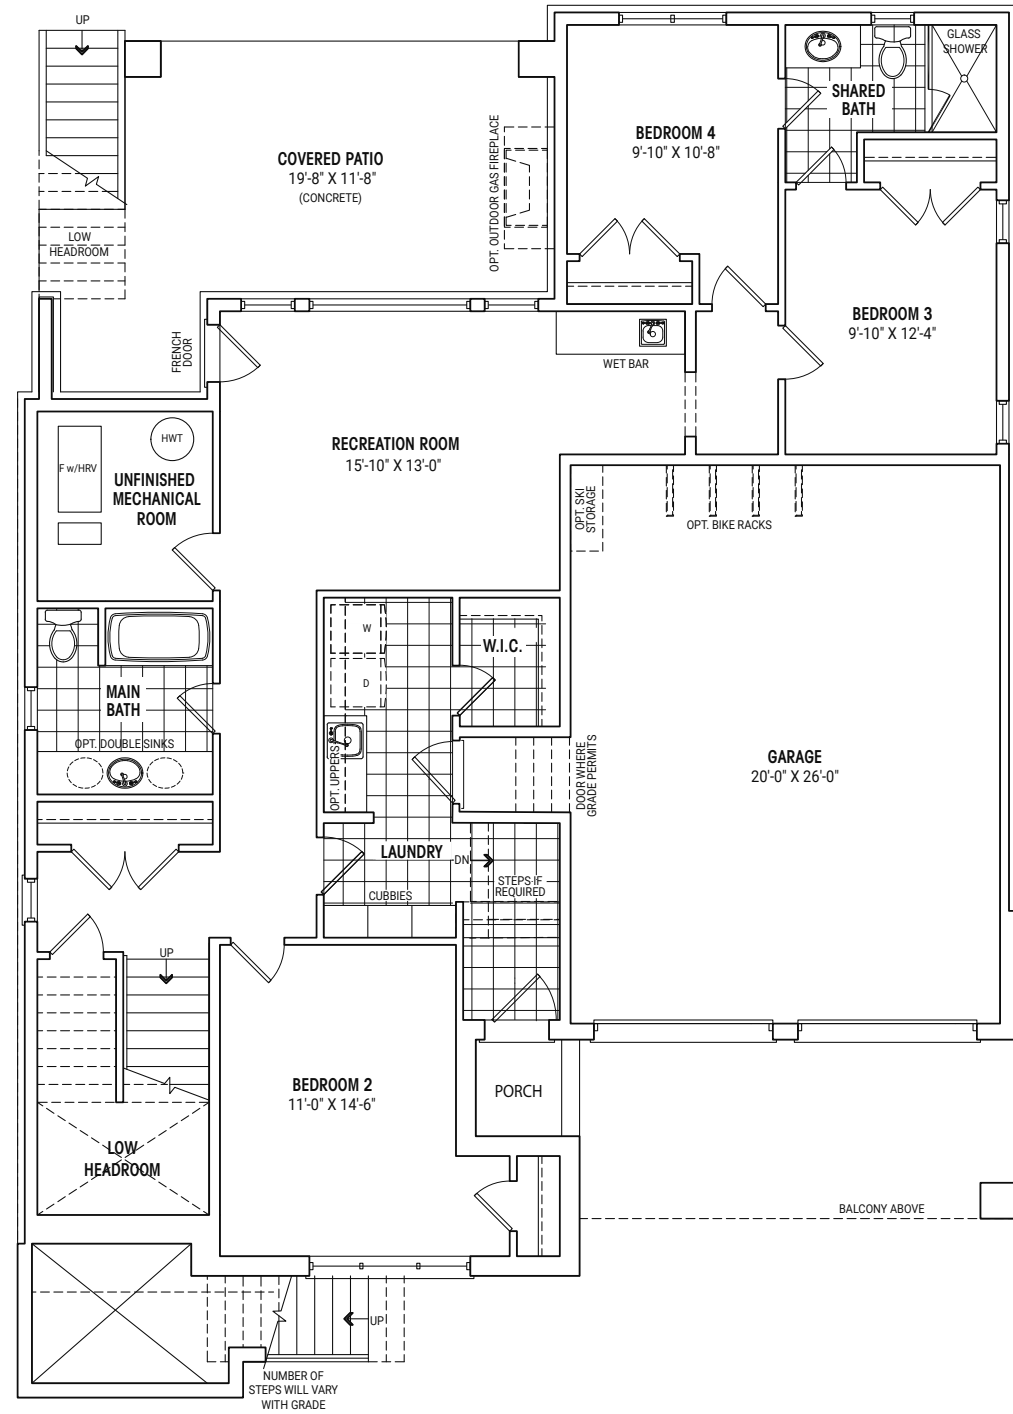 UP
GLASS
SHOWER
SHARED
BATH
BEDROOM 4
9'-10" X 10'-8"
COVERED PATIO
19'-8" X 11'-8"
(CONCRETE)
OPT. OUTDOOR GAS FIREPLACE
LOW
HEADROOM
BEDROOM 3
9'-10" X 12'-4"
FRENCH
DOOR
WET BAR
HWT
F w/HRV
UNFINISHED
MECHANICAL
ROOM
RECREATION ROOM
15'-10" X 13'-0"
OPT. SKI
STORAGE
OPT. BIKE RACKS
W
D
W.I.C.
MAIN
BATH
OPT. DOUBLE SINKS
OPT. UPPERS
DOOR WHERE
GRADE PERMITS
GARAGE
20'-0" X 26'-0"
LAUNDRY
DN
STEPS IF
REQUIRED
CUBBIES
UP
BEDROOM 2
11'-0" X 14'-6"
PORCH
LOW
HEADROOM
BALCONY ABOVE
UP
NUMBER OF
STEPS WILL VARY
WITH GRADE